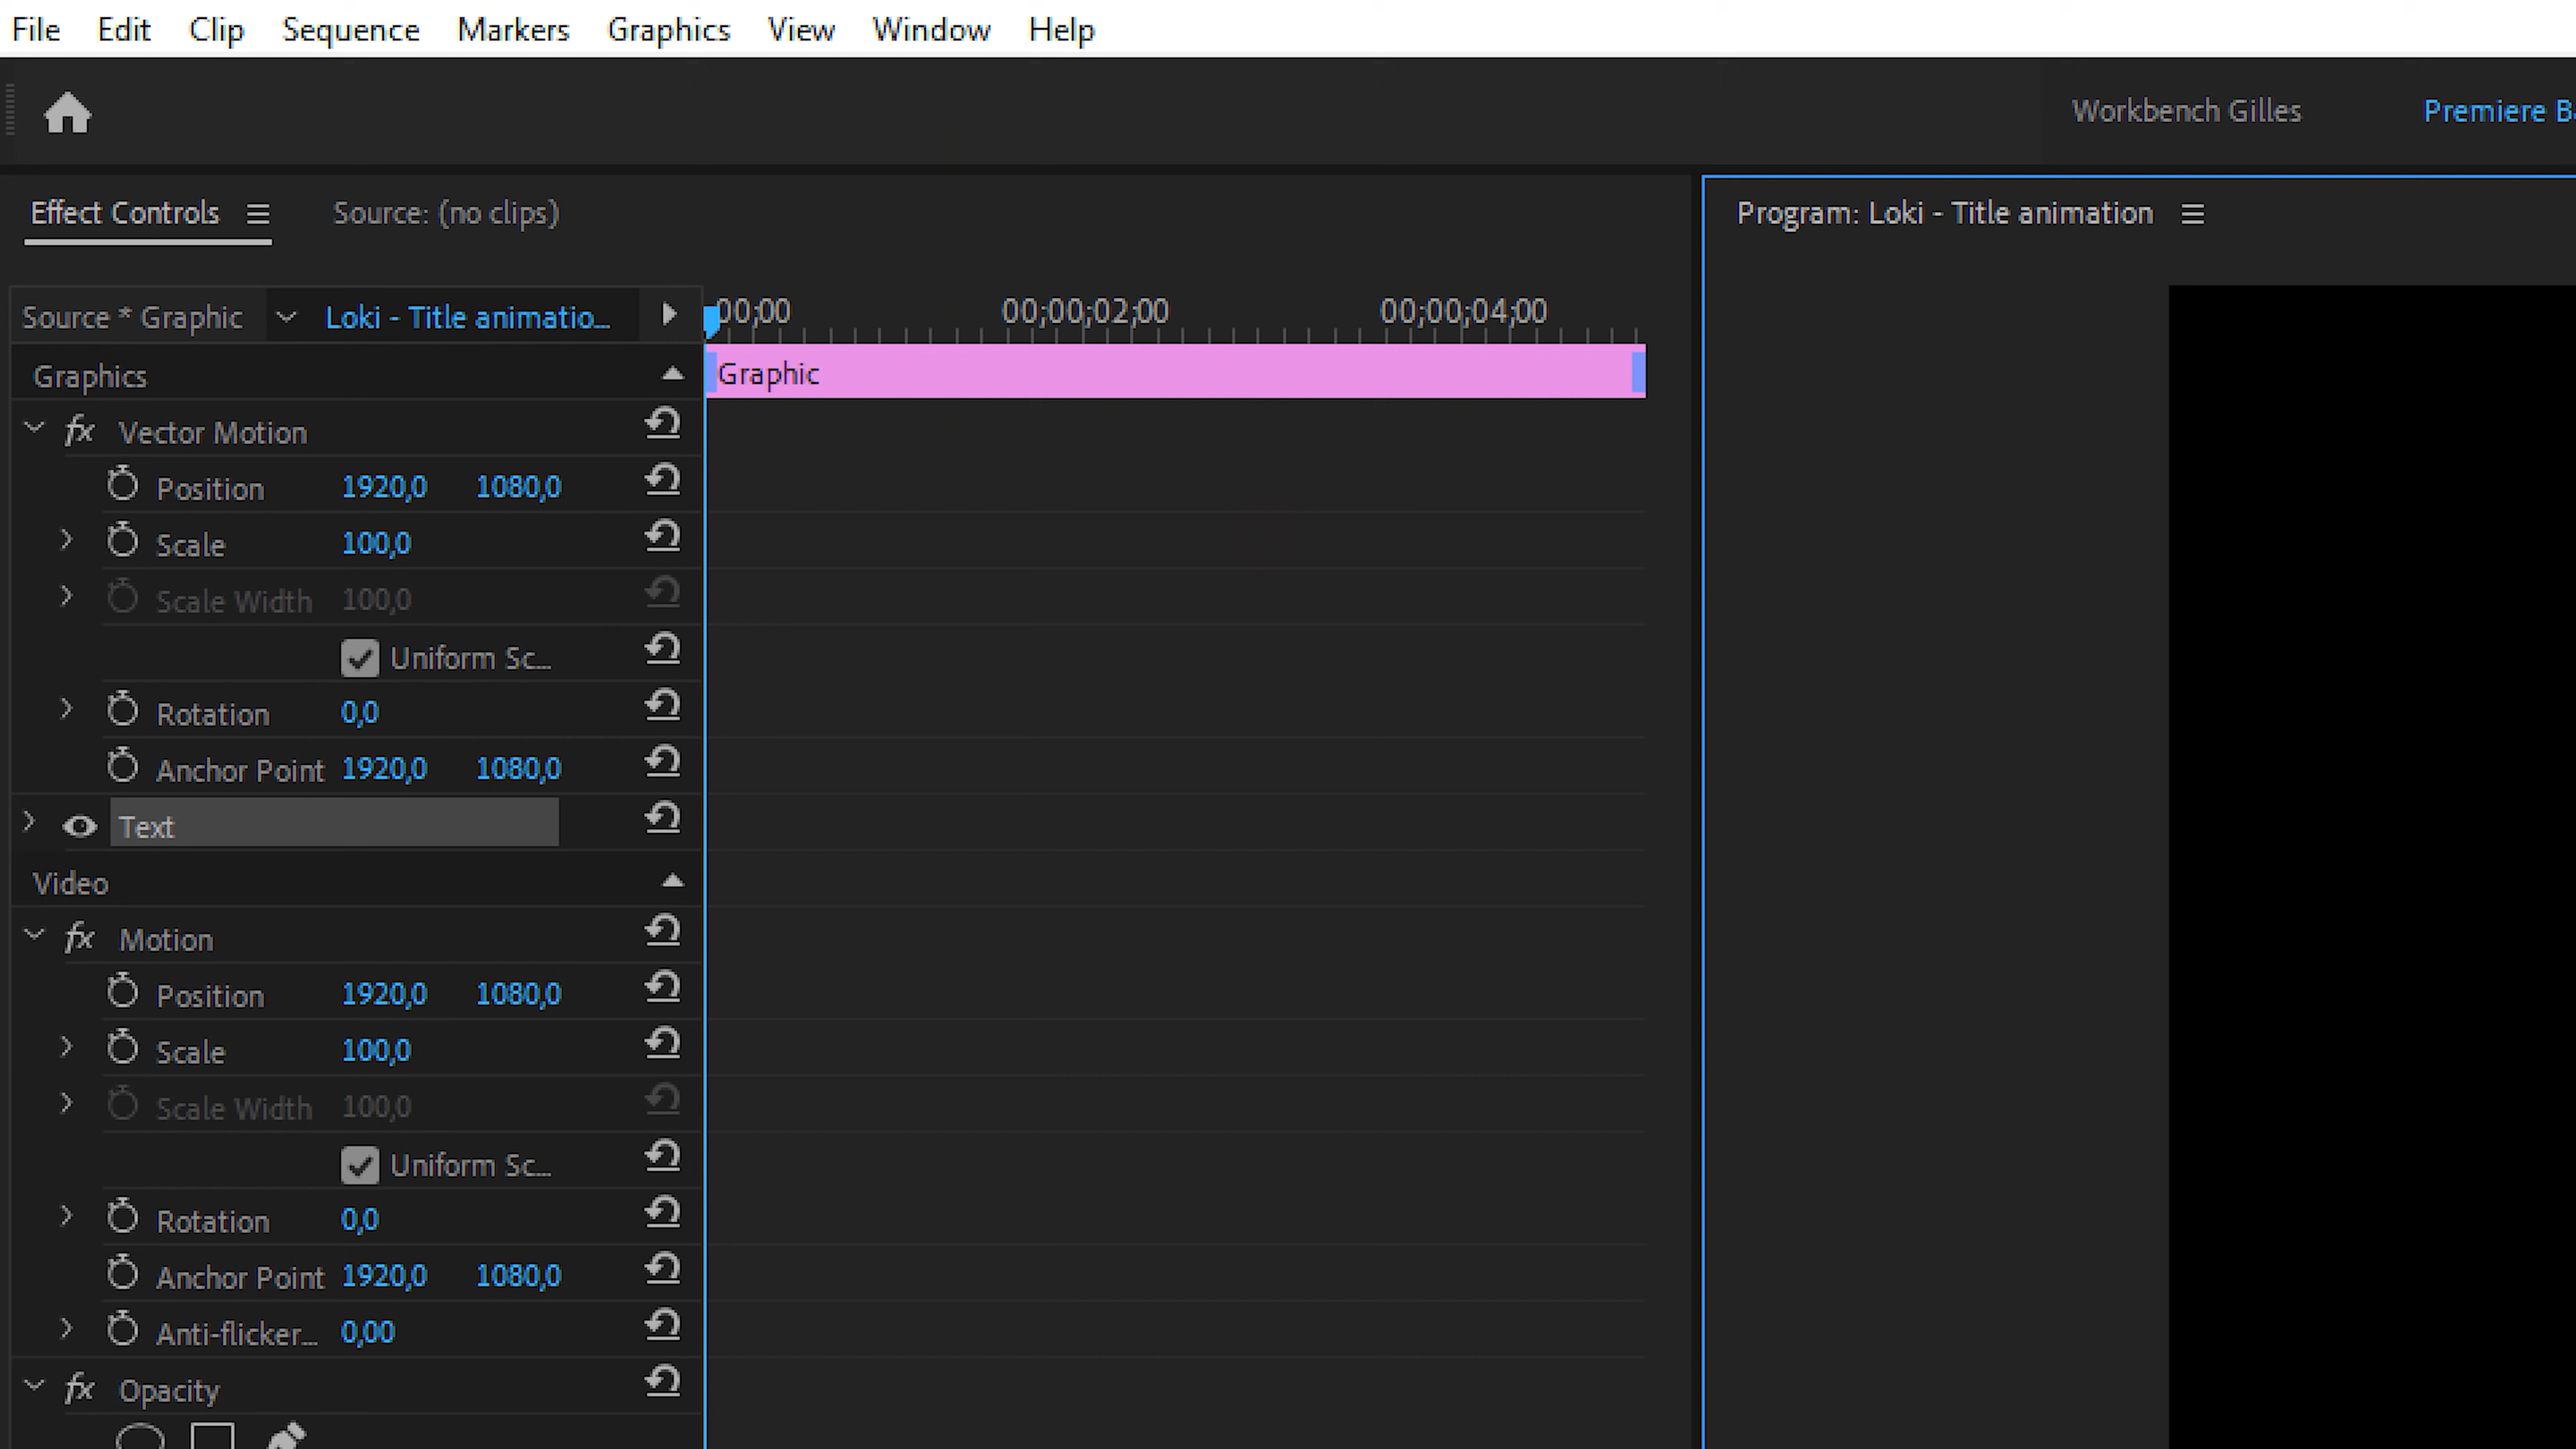 File Edit Clip Sequence Markers Graphics View Window Help
Workbench Gilles Premiere B
Effect Controls Source: (no clips) Program: Loki - Title animation
Source * Graphic Loki - Title animatio... 00;00 00;00;02;00 00;00;04;00
Graphics Graphic
fx Vector Motion
Position 1920,0 1080,0
Scale 100,0
Scale Width 100,0
Uniform Sc...
Rotation 0,0
Anchor Point 1920,0 1080,0
Text
Video
fx Motion
Position 1920,0 1080,0
Scale 100,0
Scale Width 100,0
Uniform Sc...
Rotation 0,0
Anchor Point 1920,0 1080,0
Anti-flicker... 0,00
fx Opacity